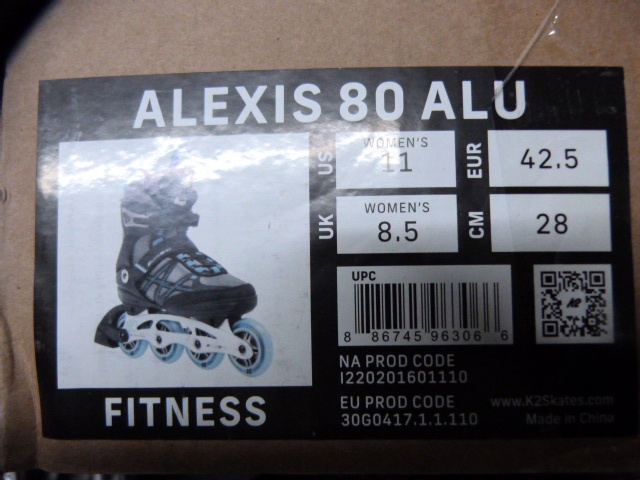 ALEXIS 80 ALU
US
WOMEN'S
11
EUR
42.5
UK
WOMEN'S
8.5
CM
28
UPC
8 86745 96306 6
NA PROD CODE
I220201601110
EU PROD CODE
30G0417.1.1.110
www.K2Skates.com
Made in China
FITNESS